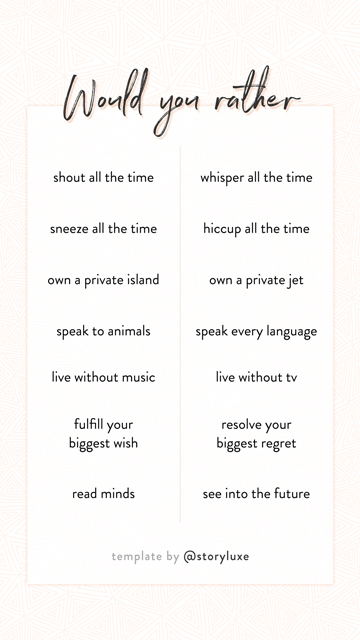 Would you rather
shout all the time
whisper all the time
sneeze all the time
hiccup all the time
own a private island
own a private jet
speak to animals
speak every language
live without music
live without tv
fulfill your
biggest wish
resolve your
biggest regret
read minds
see into the future
template by @storyluxe